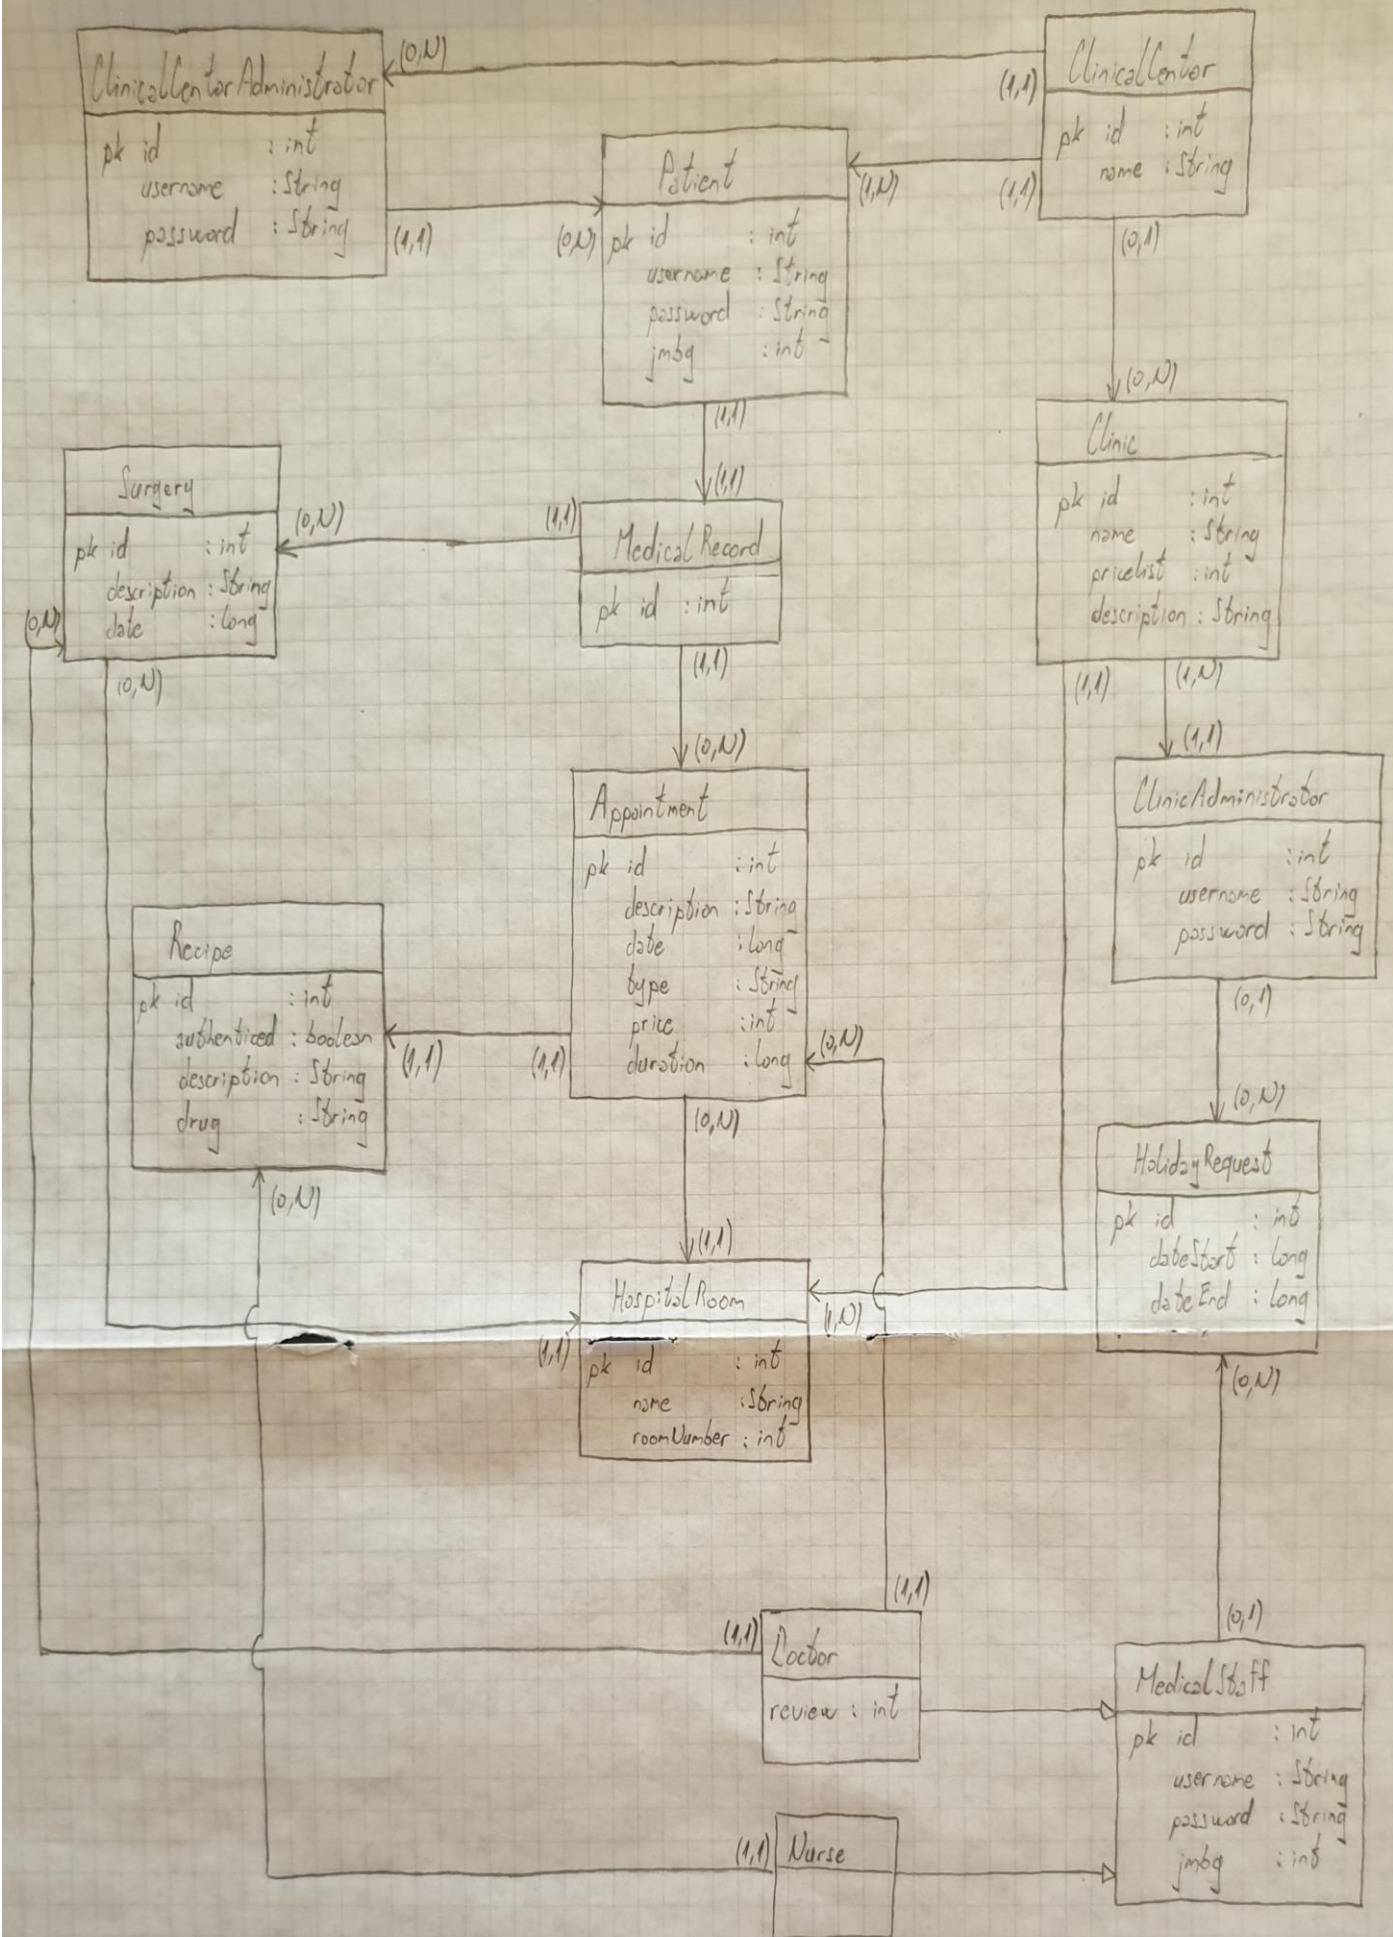 ClinicalCenterAdministrator
pk id : int
username : String
password : String
(0,N)
(1,1)
ClinicalCenter
pk id : int
name : String
(1,1)
(1,1)
(0,1)
Patient
pk id : int
username : String
password : String
jmbg : int
(1,N)
(0,N)
(1,1)
(0,N)
Clinic
pk id : int
name : String
pricelist : int
description : String
(1,1)
(1,N)
Surgery
pk id : int
description : String
date : long
(0,N)
(0,N)
(0,N)
(1,1)
(1,1)
MedicalRecord
pk id : int
(1,1)
(0,N)
Appointment
pk id : int
description : String
date : long
type : String
price : int
duration : long
(0,N)
(1,1)
(0,N)
(1,1)
ClinicAdministrator
pk id : int
username : String
password : String
(0,1)
Recipe
pk id : int
authenticed : boolean
description : String
drug : String
(1,1)
(0,N)
(0,N)
HolidayRequest
pk id : int
dateStart : long
dateEnd : long
(0,N)
(1,1)
HospitalRoom
pk id : int
name : String
roomNumber : int
(1,1)
(1,N)
(1,1)
(1,1)
Doctor
review : int
(0,1)
MedicalStaff
pk id : int
username : String
password : String
jmbg : int
(1,1)
Nurse